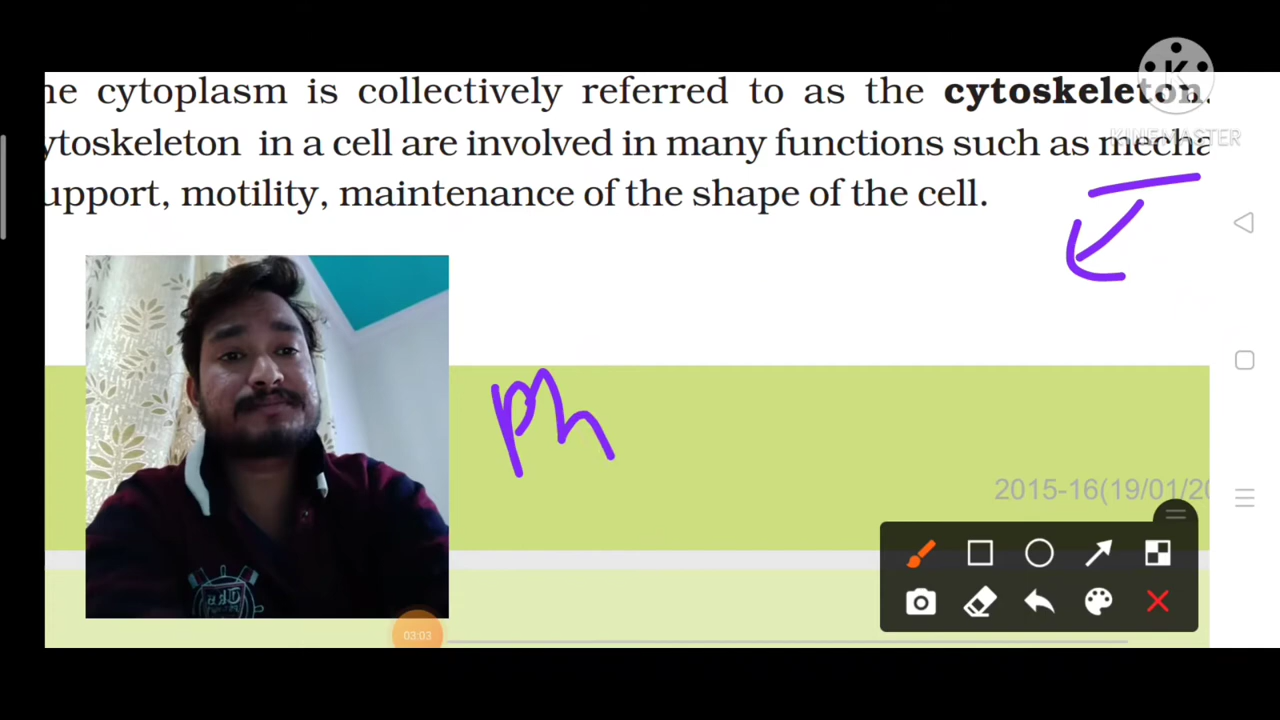 he cytoplasm is collectively referred to as the cytoskeleton.
ytoskeleton in a cell are involved in many functions such as mecha
upport, motility, maintenance of the shape of the cell.
K
KINEMASTER
Ph
2015-16(19/01/20
03:03